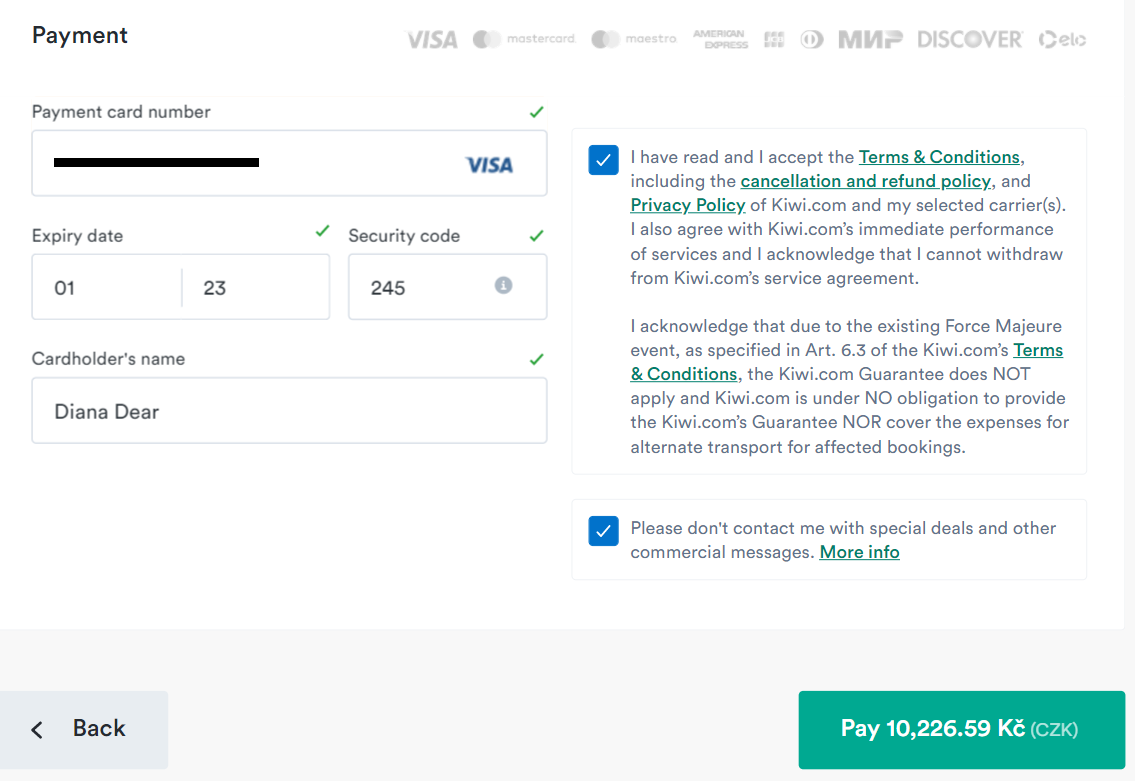 Payment
VISA mastercard maestro AMERICAN EXPRESS JCB МИР DISCOVER elo
Payment card number
VISA
Expiry date
Security code
01
23
245
Cardholder's name
Diana Dear
I have read and I accept the Terms & Conditions,
including the cancellation and refund policy, and
Privacy Policy of Kiwi.com and my selected carrier(s).
I also agree with Kiwi.com's immediate performance
of services and I acknowledge that I cannot withdraw
from Kiwi.com's service agreement.
I acknowledge that due to the existing Force Majeure
event, as specified in Art. 6.3 of the Kiwi.com's Terms
& Conditions, the Kiwi.com Guarantee does NOT
apply and Kiwi.com is under NO obligation to provide
the Kiwi.com's Guarantee NOR cover the expenses for
alternate transport for affected bookings.
Please don't contact me with special deals and other
commercial messages. More info
Back
Pay 10,226.59 Kč (CZK)